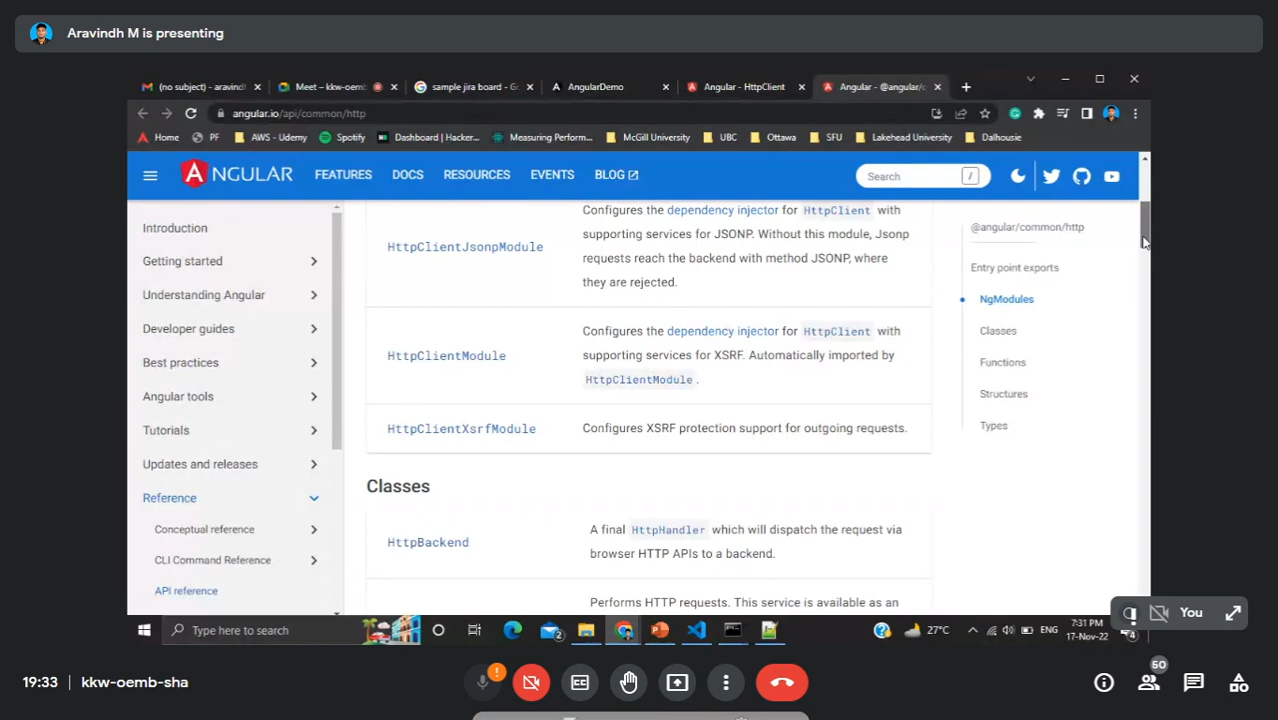 Aravindh M is presenting
(no subject) - aravindh
Meet – kkw-oemb
sample jira board - Go
AngularDemo
Angular - HttpClient
Angular - @angular/c
angular.io/api/common/http
Home
PF
AWS - Udemy
Spotify
Dashboard | Hacker...
Measuring Perform...
McGill University
UBC
Ottawa
SFU
Lakehead University
Dalhousie
ANGULAR
FEATURES
DOCS
RESOURCES
EVENTS
BLOG
Search
/
Introduction
Getting started
Understanding Angular
Developer guides
Best practices
Angular tools
Tutorials
Updates and releases
Reference
Conceptual reference
CLI Command Reference
API reference
HttpClientJsonpModule
Configures the dependency injector for HttpClient with
supporting services for JSONP. Without this module, Jsonp
requests reach the backend with method JSONP, where
they are rejected.
HttpClientModule
Configures the dependency injector for HttpClient with
supporting services for XSRF. Automatically imported by
HttpClientModule.
HttpClientXsrfModule
Configures XSRF protection support for outgoing requests.
Classes
HttpBackend
A final HttpHandler which will dispatch the request via
browser HTTP APIs to a backend.
Performs HTTP requests. This service is available as an
@angular/common/http
Entry point exports
NgModules
Classes
Functions
Structures
Types
You
Type here to search
2
27°C
ENG
7:31 PM
17-Nov-22
4
19:33 | kkw-oemb-sha
50